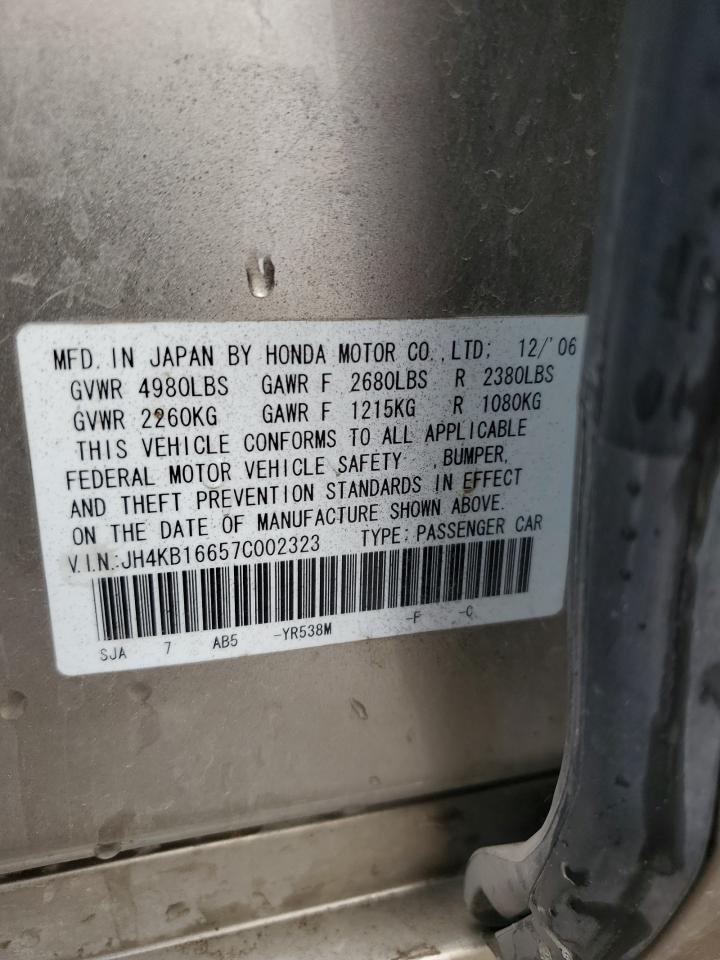 MFD. IN JAPAN BY HONDA MOTOR CO., LTD; 12/'06
GVWR 4980LBS GAWR F 2680LBS R 2380LBS
GVWR 2260KG GAWR F 1215KG R 1080KG
THIS VEHICLE CONFORMS TO ALL APPLICABLE
FEDERAL MOTOR VEHICLE SAFETY , BUMPER,
AND THEFT PREVENTION STANDARDS IN EFFECT
ON THE DATE OF MANUFACTURE SHOWN ABOVE.
V.I.N.:JH4KB16657C002323 TYPE: PASSENGER CAR
SJA 7 AB5 -YR538M -F -C